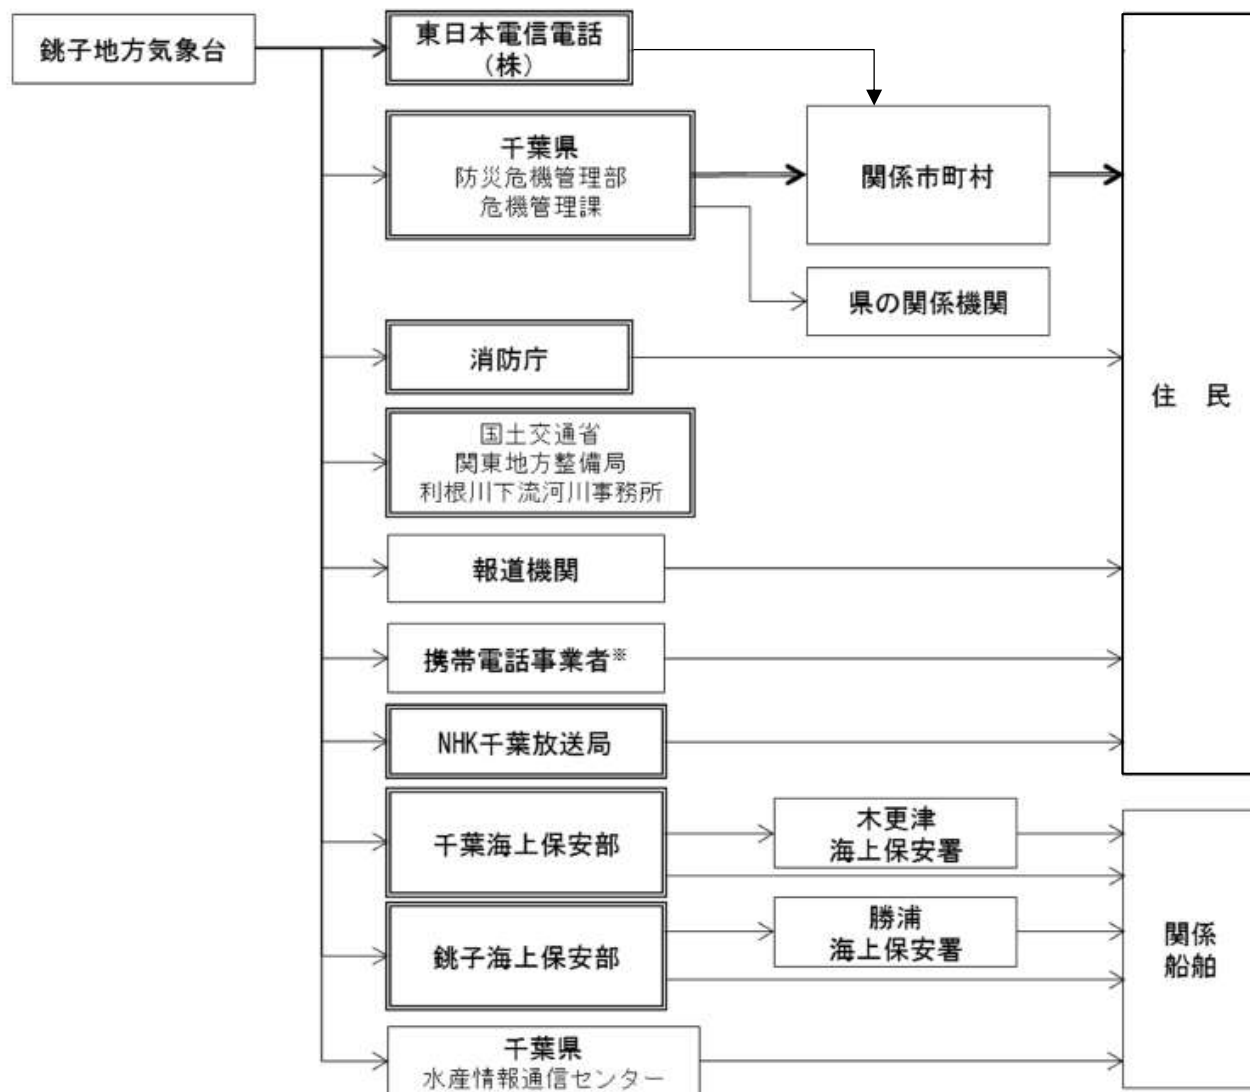 銚子地方気象台
東日本電信電話
（株）
千葉県
防災危機管理部
危機管理課
関係市町村
県の関係機関
消防庁
国土交通省
関東地方整備局
利根川下流河川事務所
報道機関
携帯電話事業者※
NHK千葉放送局
住　民
千葉海上保安部
木更津
海上保安署
銚子海上保安部
勝浦
海上保安署
関係
船舶
千葉県
水産情報通信センター